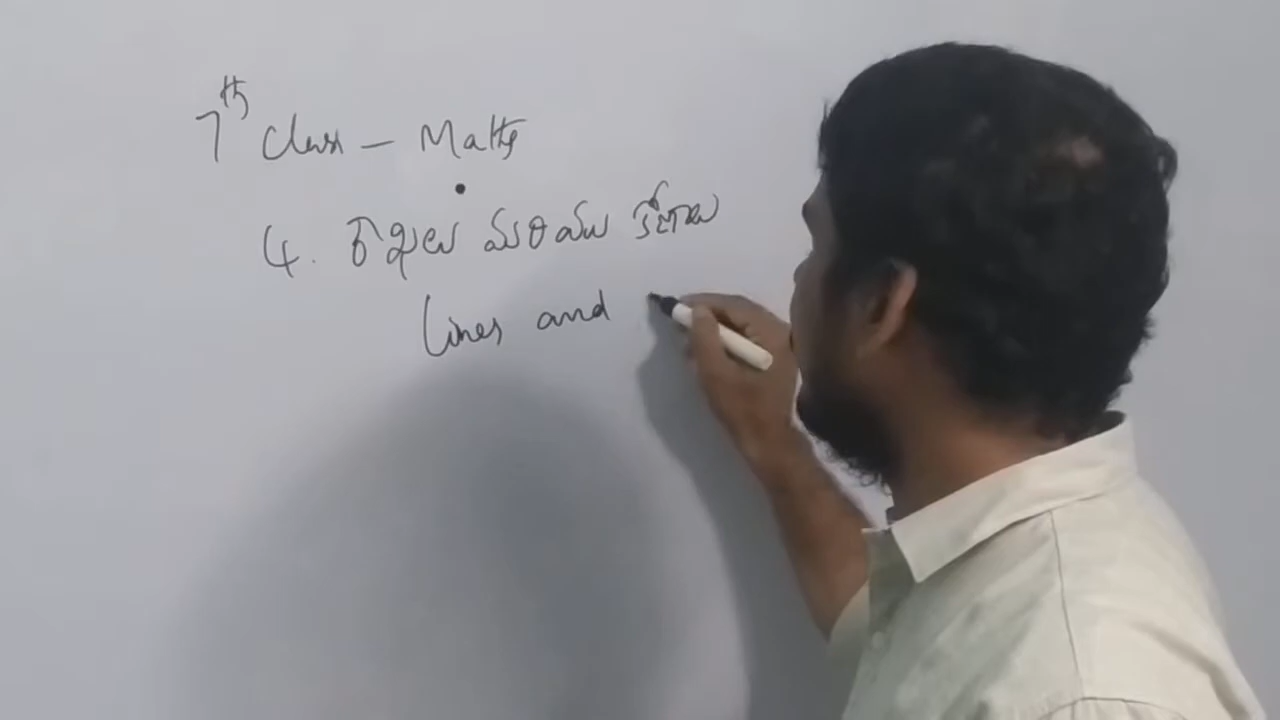 7th Class - Maths
4. రేఖలు మరియు కోణాలు
Lines and